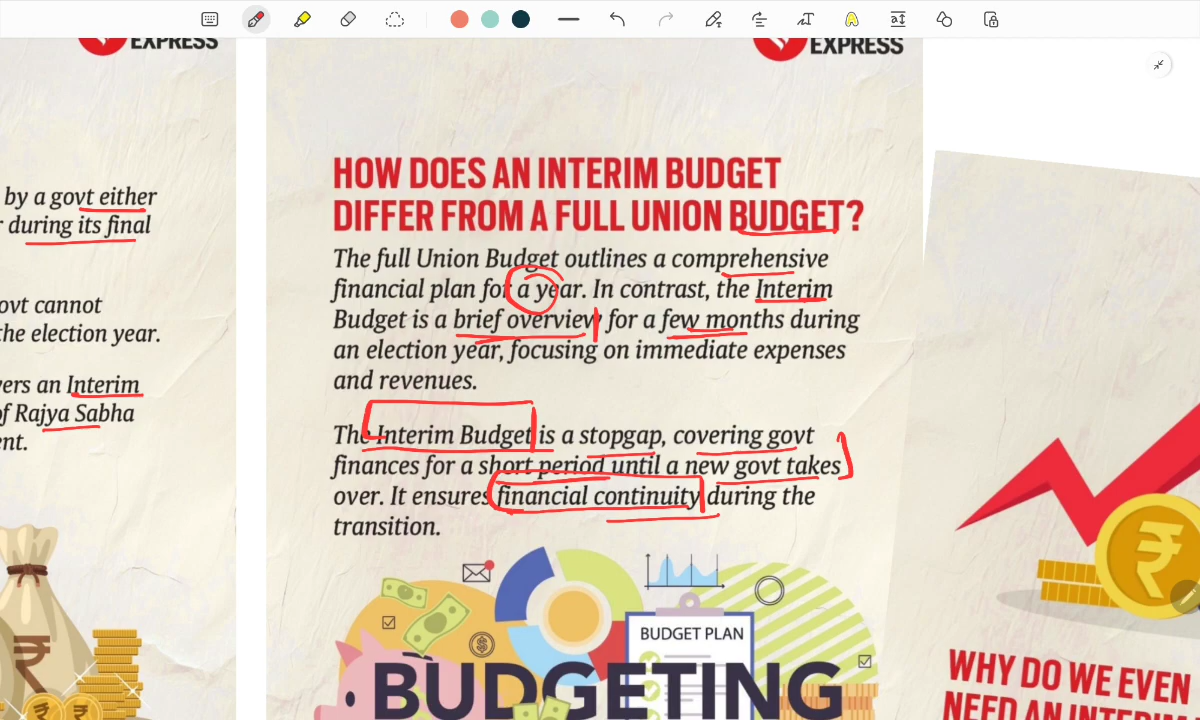 EXPRESS
by a govt either
during its final
ovt cannot
the election year.
ers an Interim
of Rajya Sabha
EXPRESS
HOW DOES AN INTERIM BUDGET
DIFFER FROM A FULL UNION BUDGET?
The full Union Budget outlines a comprehensive
financial plan for a year. In contrast, the Interim
Budget is a brief overview for a few months during
an election year, focusing on immediate expenses
and revenues.
The Interim Budget is a stopgap, covering govt
finances for a short period until a new govt takes
over. It ensures financial continuity during the
transition.
BUDGET PLAN
BUDGETING
WHY DO WE EVEN
NEED AN INTERIM